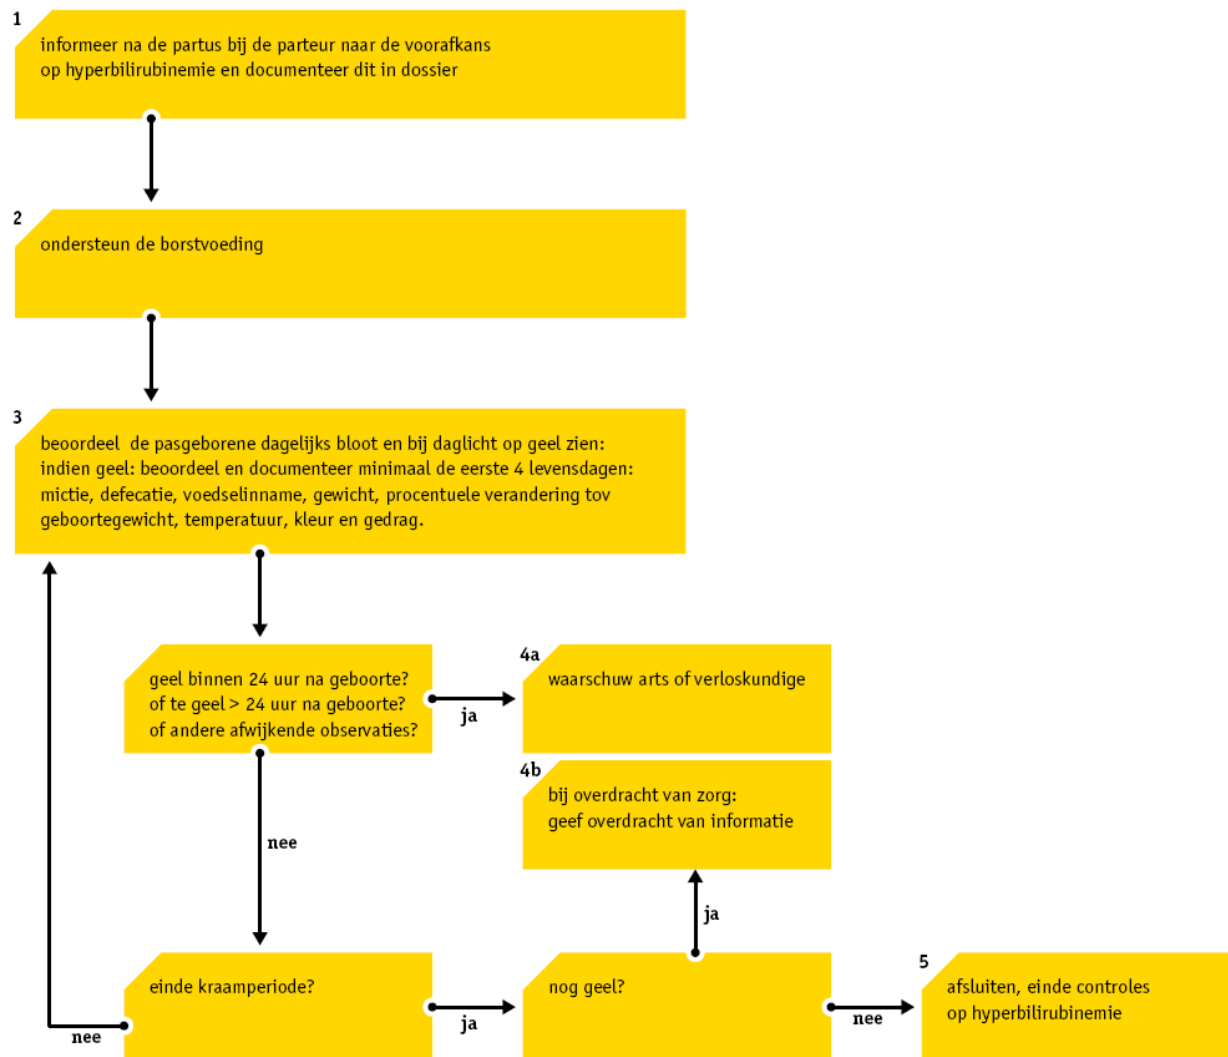 1
informeer na de partus bij de parteur naar de voorafkans
op hyperbilirubinemie en documenteer dit in dossier
2
ondersteun de borstvoeding
3
beoordeel de pasgeborene dagelijks bloot en bij daglicht op geel zien:
indien geel: beoordeel en documenteer minimaal de eerste 4 levensdagen:
mictie, defecatie, voedselinname, gewicht, procentuele verandering tov
geboortegewicht, temperatuur, kleur en gedrag.
geel binnen 24 uur na geboorte?
of te geel > 24 uur na geboorte?
of andere afwijkende observaties?
ja
4a
waarschuw arts of verloskundige
4b
bij overdracht van zorg:
geef overdracht van informatie
nee
ja
einde kraamperiode?
nee
ja
nog geel?
nee
5
afsluiten, einde controles
op hyperbilirubinemie